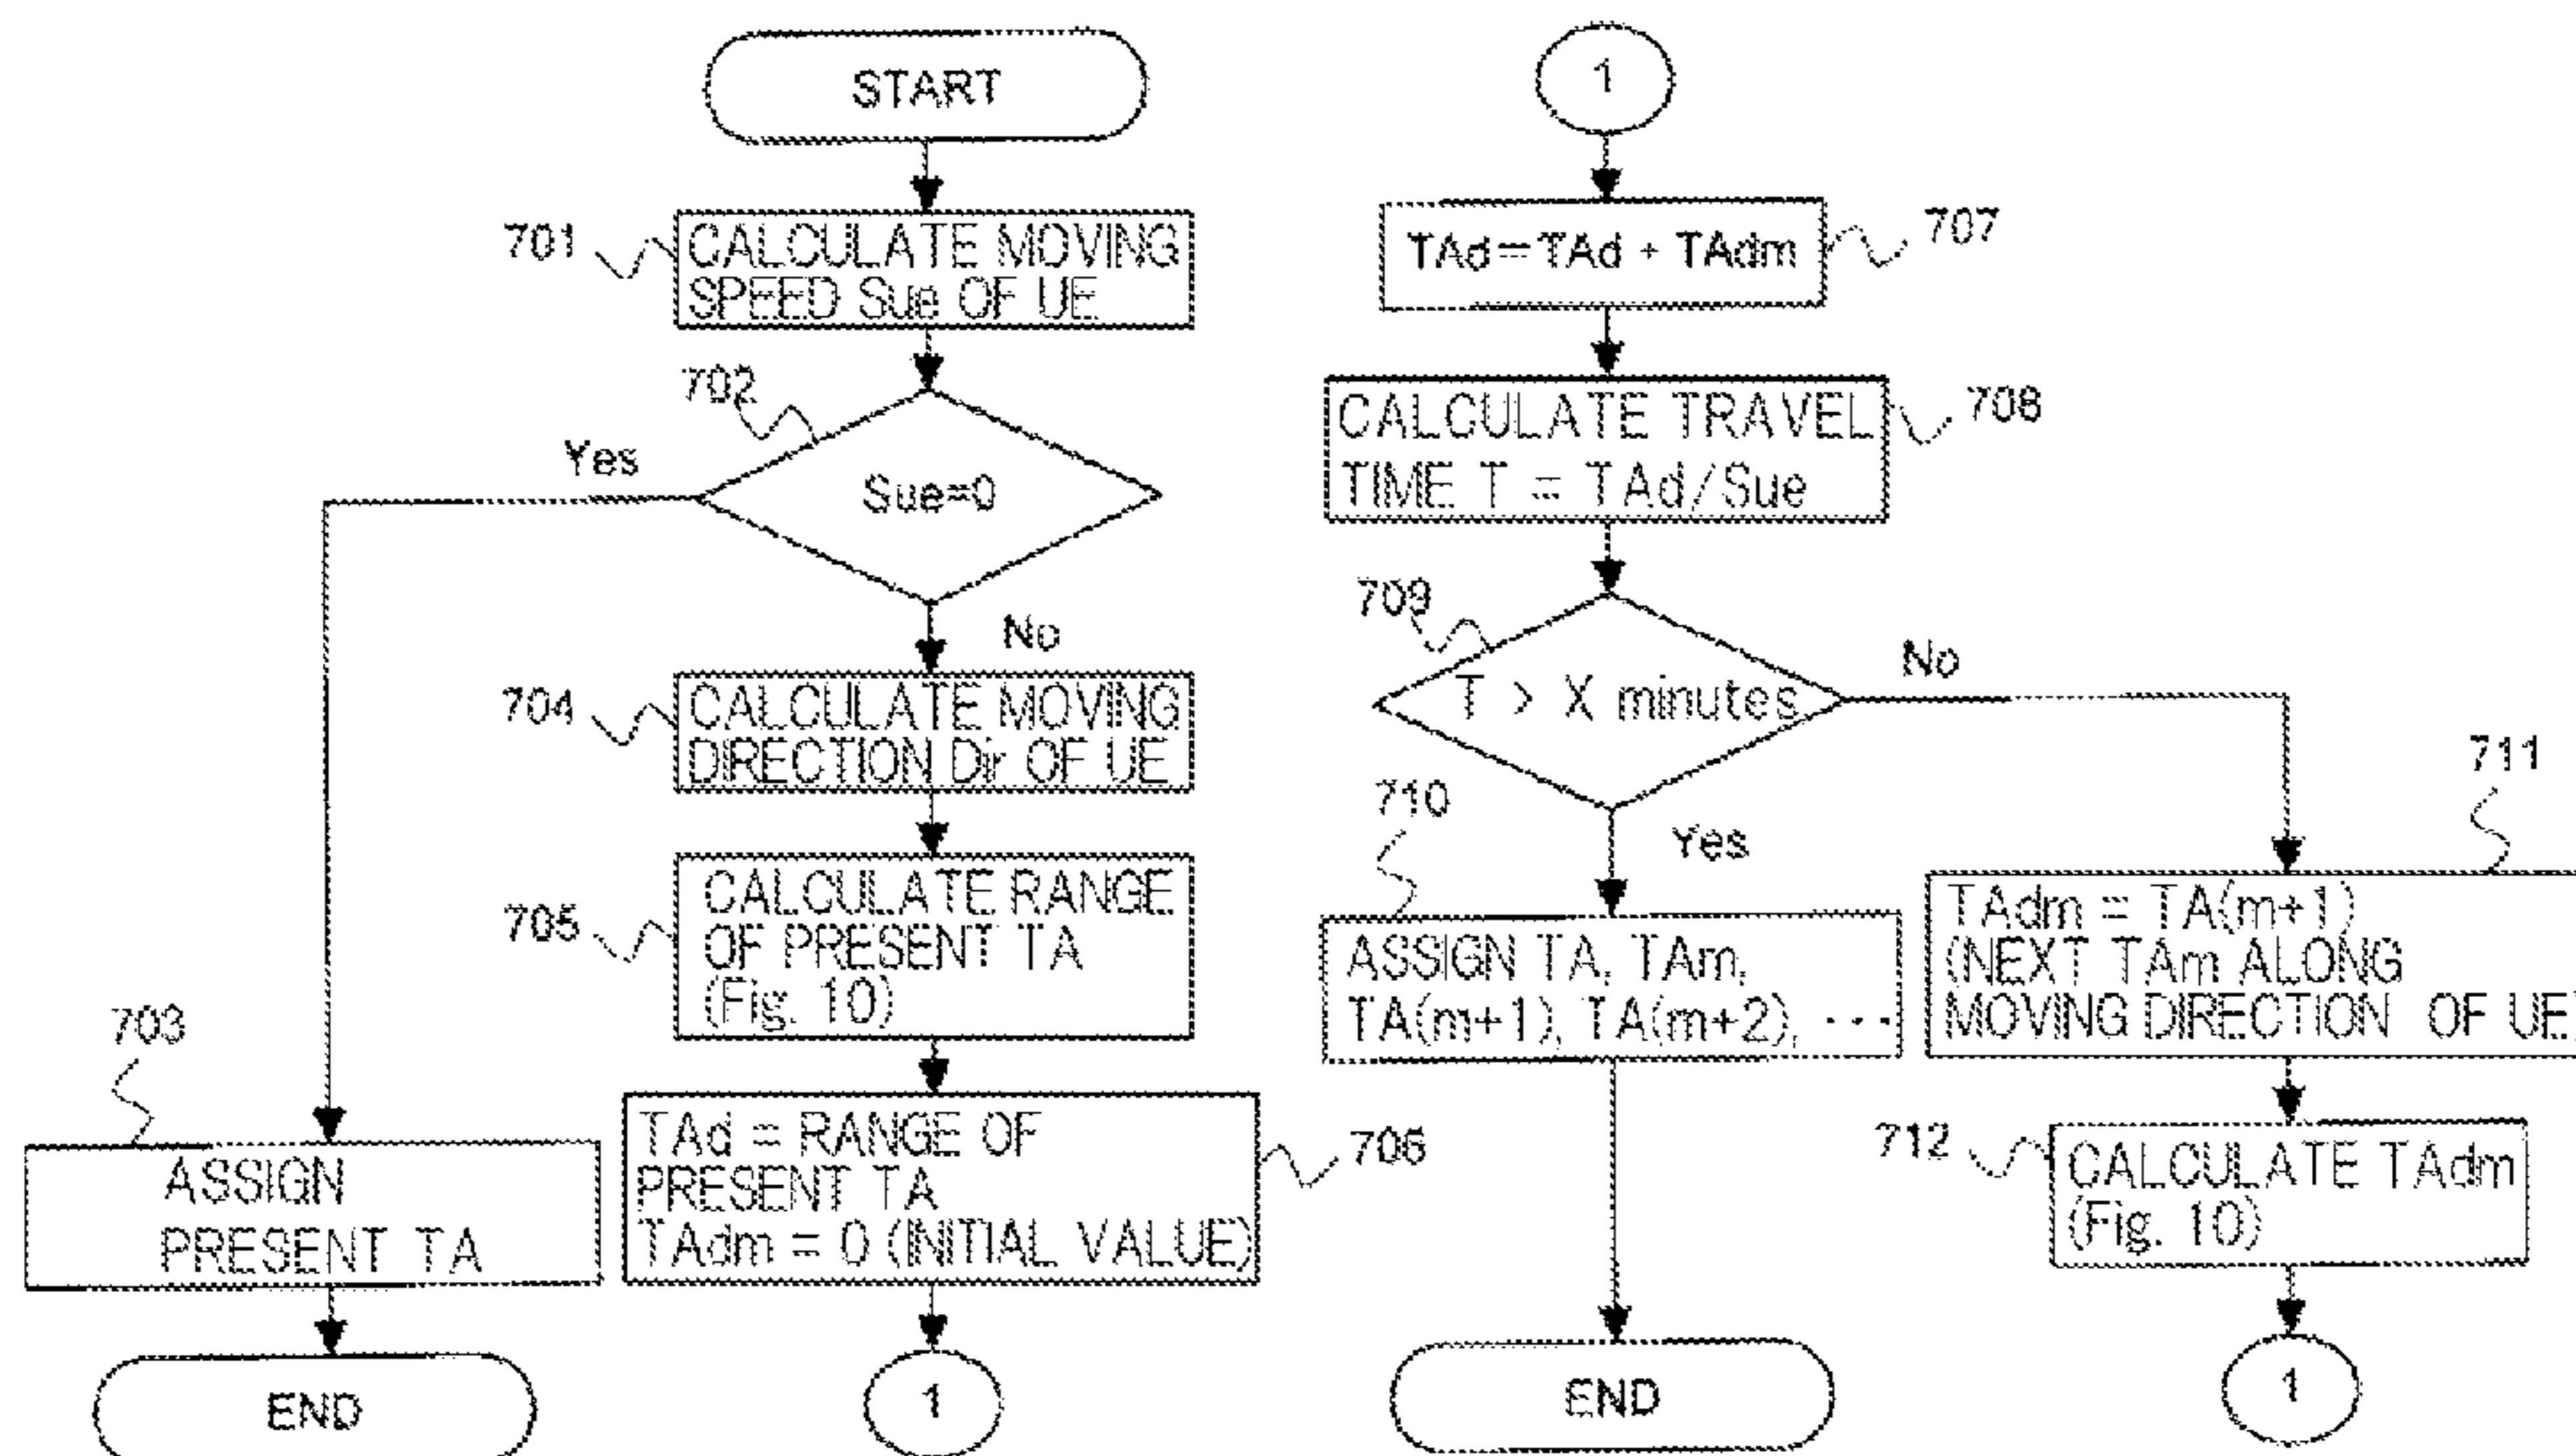 START
701
CALCULATE MOVING
SPEED Sue OF UE
702
Yes
Sue=0
No
704
CALCULATE MOVING
DIRECTION Dir OF UE
705
CALCULATE RANGE
OF PRESENT TA
(Fig. 10)
703
ASSIGN
PRESENT TA
END
TAd = RANGE OF
PRESENT TA
TAdm = 0 (INITIAL VALUE)
706
1
1
TAd = TAd + TAdm
707
CALCULATE TRAVEL
TIME T = TAd/Sue
708
709
T > X minutes
No
Yes
710
ASSIGN TA, TAm,
TA(m+1), TA(m+2), ···
END
711
TAdm = TA(m+1)
(NEXT TAm ALONG
MOVING DIRECTION OF UE)
712
CALCULATE TAdm
(Fig. 10)
1